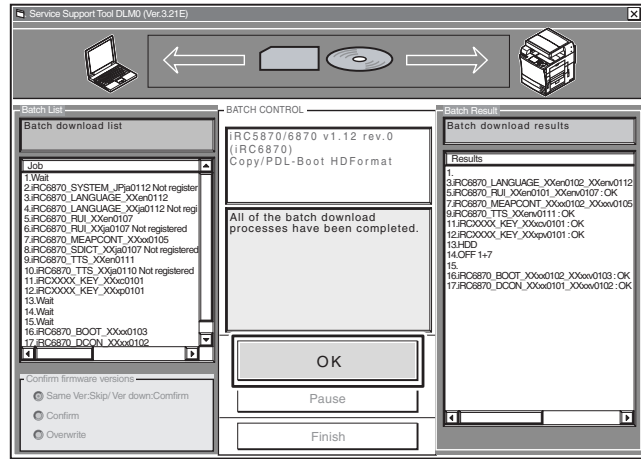 Service Support Tool DLM0 (Ver.3.21E)
Batch List
Batch download list
Job
1.Wait
2.iRC6870_SYSTEM_JPja0112 Not register
3.iRC6870_LANGUAGE_XXen0112
4.iRC6870_LANGUAGE_XXja0112 Not regi
5.iRC6870_RUI_XXen0107
6.iRC6870_RUI_XXja0107 Not registered
7.iRC6870_MEAPCONT_XXxx0105
8.iRC6870_SDICT_XXja0107 Not registered
9.iRC6870_TTS_XXen0111
10.iRC6870_TTS_XXja0110 Not registered
11.iRCXXXX_KEY_XXxc0101
12.iRCXXXX_KEY_XXxp0101
13.Wait
14.Wait
15.Wait
16.iRC6870_BOOT_XXxx0103
17.iRC6870_DCON_XXxx0102
Confirm firmware versions
Same Ver:Skip/ Ver down:Comfirm
Confirm
Overwrite
BATCH CONTROL
iRC5870/6870 v1.12 rev.0
(iRC6870)
Copy/PDL-Boot HDFormat
All of the batch download
processes have been completed.
OK
Pause
Finish
Batch Result
Batch download results
Results
1.
3.iRC6870_LANGUAGE_XXen0102_XXenv0112
5.iRC6870_RUI_XXen0101_XXenv0107 : OK
7.iRC6870_MEAPCONT_XXxx0102_XXxxv0105
9.iRC6870_TTS_XXenv0111 : OK
11.iRCXXXX_KEY_XXxcv0101 : OK
12.iRCXXXX_KEY_XXxpv0101 : OK
13.HDD
14.OFF 1+7
15.
16.iRC6870_BOOT_XXxx0102_XXxxv0103 : OK
17.iRC6870_DCON_XXxx0101_XXxxv0102 : OK